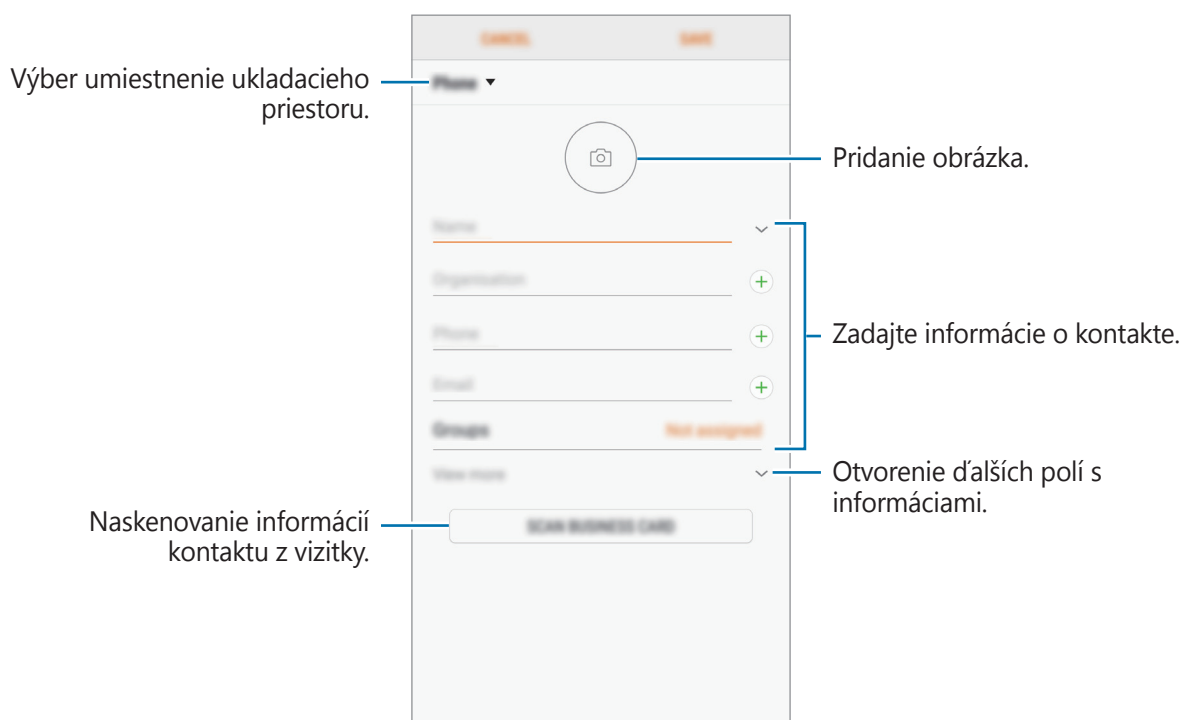 CANCEL
SAVE
Výber umiestnenie ukladacieho
priestoru.
Phone
Pridanie obrázka.
Name
Organisation
Phone
Zadajte informácie o kontakte.
Email
Groups
Not assigned
View more
Otvorenie ďalších polí s
informáciami.
Naskenovanie informácií
kontaktu z vizitky.
SCAN BUSINESS CARD